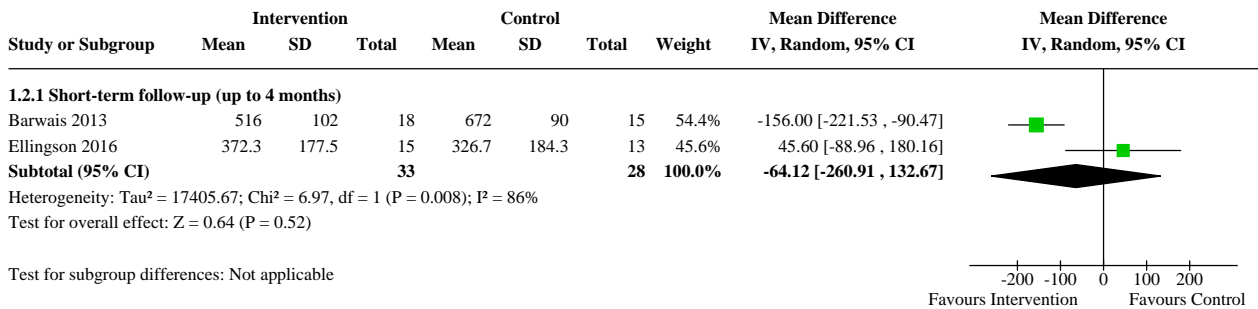 Intervention Control Mean Difference Mean Difference
Study or Subgroup Mean SD Total Mean SD Total Weight IV, Random, 95% CI IV, Random, 95% CI
1.2.1 Short-term follow-up (up to 4 months)
Barwais 2013 516 102 18 672 90 15 54.4% -156.00 [-221.53 , -90.47]
Ellingson 2016 372.3 177.5 15 326.7 184.3 13 45.6% 45.60 [-88.96 , 180.16]
Subtotal (95% CI) 33 28 100.0% -64.12 [-260.91 , 132.67]
Heterogeneity: Tau² = 17405.67; Chi² = 6.97, df = 1 (P = 0.008); I² = 86%
Test for overall effect: Z = 0.64 (P = 0.52)
Test for subgroup differences: Not applicable
-200 -100 0 100 200
Favours Intervention Favours Control